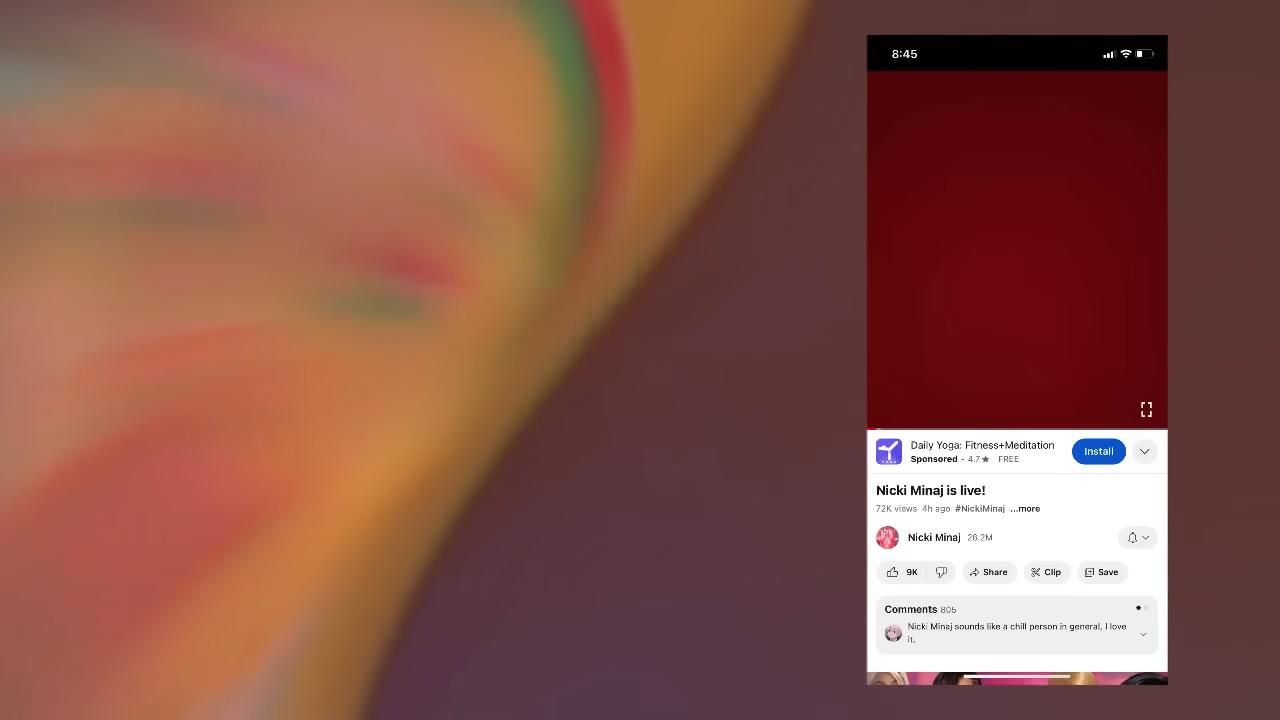 8:45
Daily Yoga: Fitness+Meditation
Sponsored · 4.7★ FREE
Install
YOGA
Nicki Minaj is live!
72K views 4h ago #NickiMinaj ...more
Nicki Minaj 28.2M
9K Share Clip Save
Comments 805
Nicki Minaj sounds like a chill person in general, I love
it.